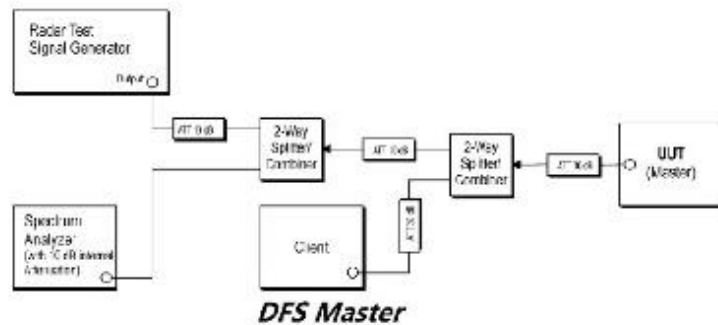 Radar Test
Signal Generator
Output
ATT 10dB
2-Way
Splitter/
Combiner
ATT 10dB
2-Way
Splitter/
Combiner
ATT
UUT
(Master)
Spectrum
Analyzer
(with 10 dB internal
Attenuation)
Client
ATT
DFS Master